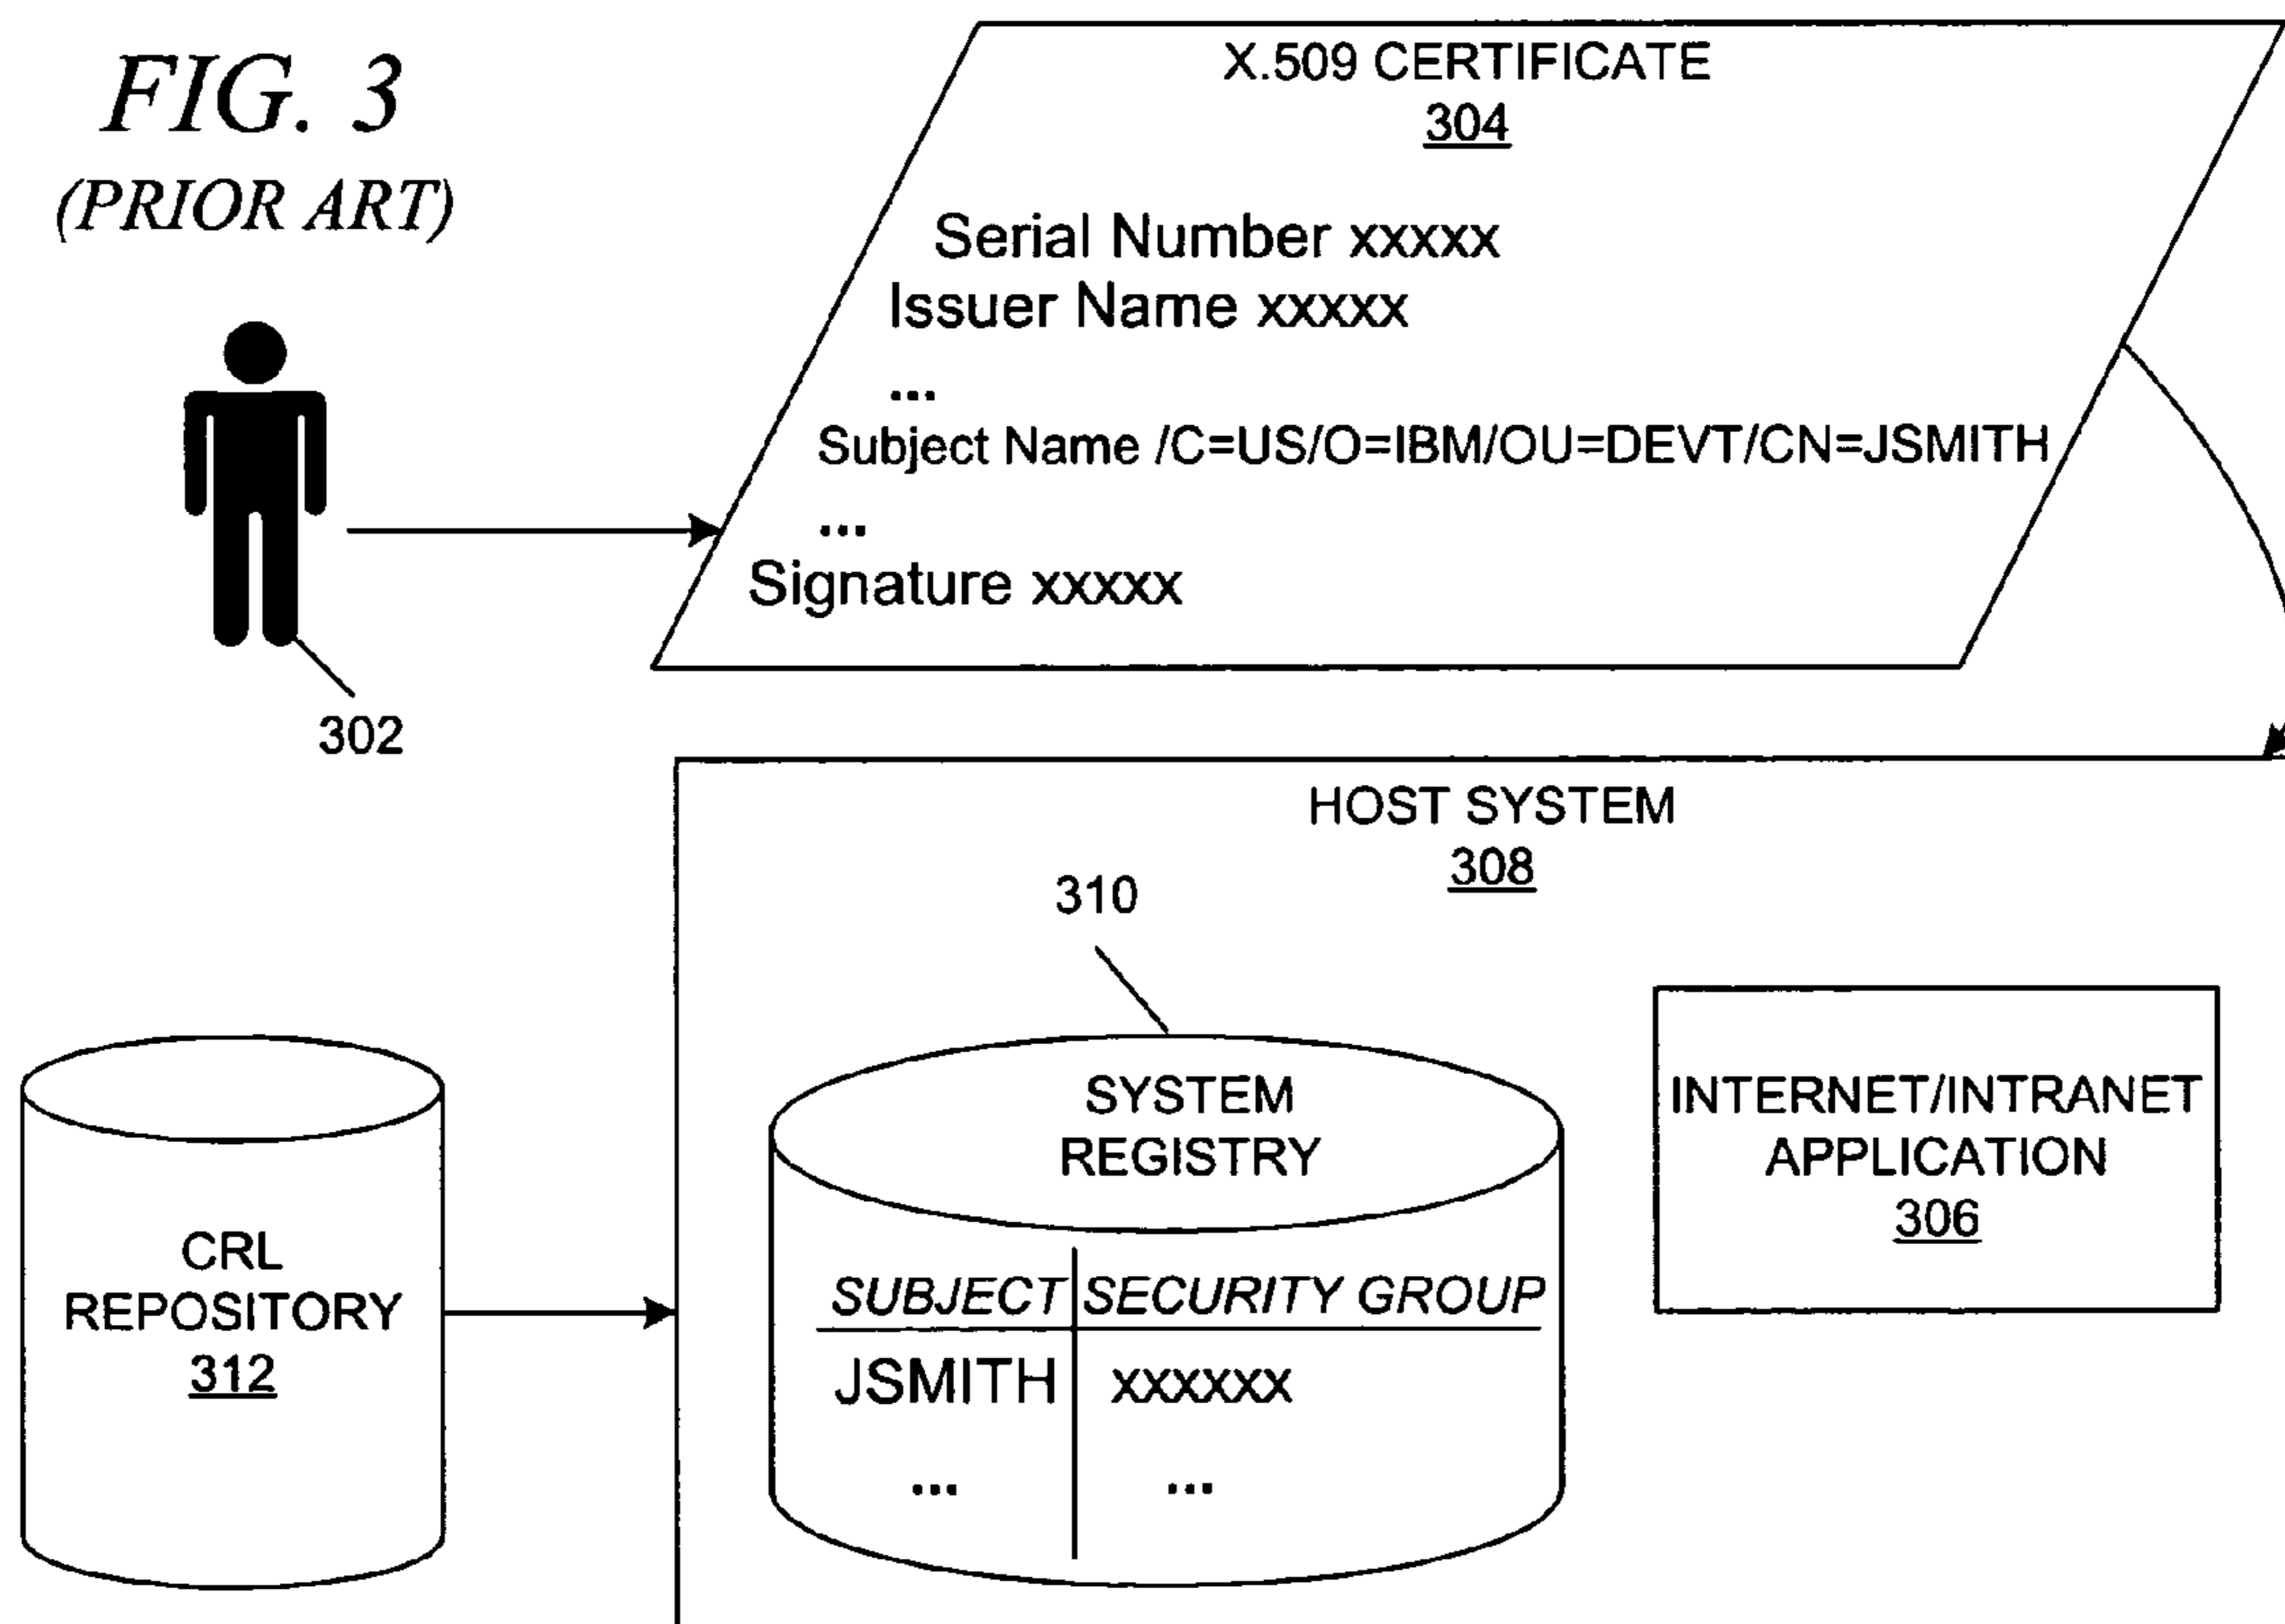 FIG. 3
(PRIOR ART)
302
X.509 CERTIFICATE
304
Serial Number xxxxx
Issuer Name xxxxx
...
Subject Name /C=US/O=IBM/OU=DEVT/CN=JSMITH
...
Signature xxxxx
HOST SYSTEM
308
310
SYSTEM
REGISTRY
SUBJECT SECURITY GROUP
JSMITH xxxxxx
... ...
INTERNET/INTRANET
APPLICATION
306
CRL
REPOSITORY
312